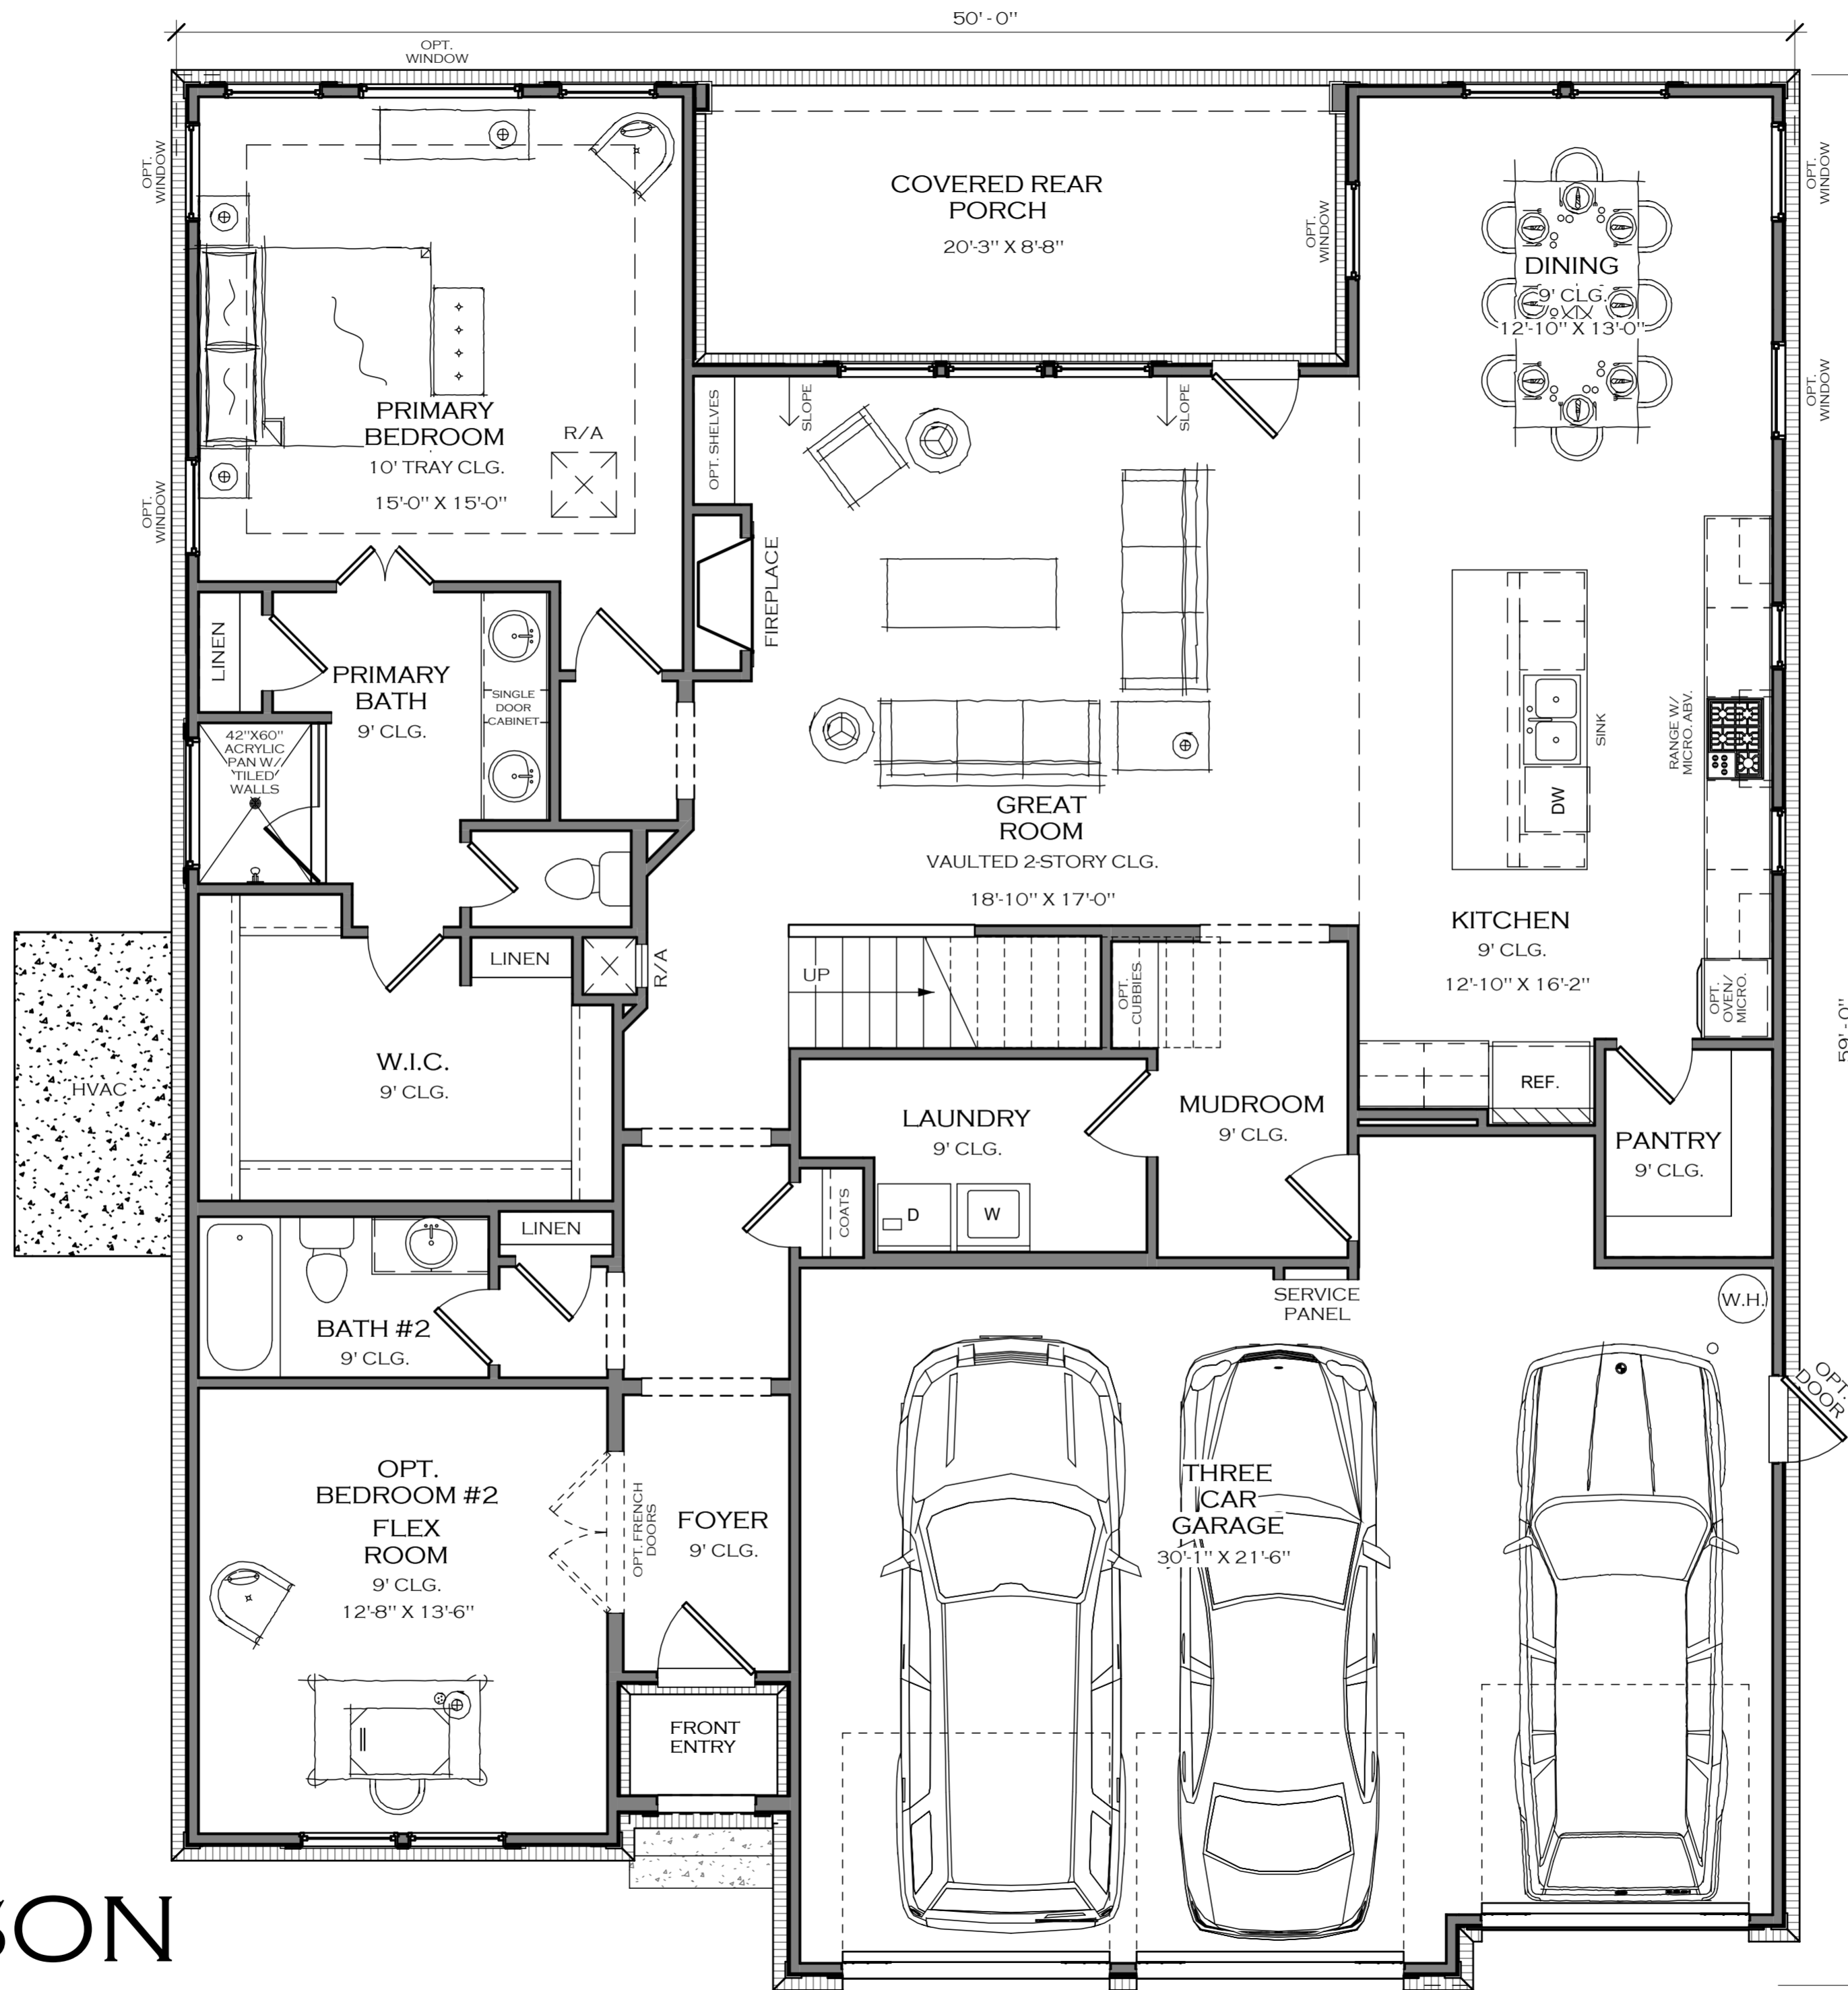 50'-0"
OPT.
WINDOW
OPT.
WINDOW
COVERED REAR
PORCH
20'-3" X 8'-8"
OPT.
WINDOW
OPT.
WINDOW
DINING
9' CLG.
12'-10" X 13'-0"
OPT.
WINDOW
PRIMARY
BEDROOM
10' TRAY CLG.
15'-0" X 15'-0"
R/A
OPT.
WINDOW
OPT. SHELVES
SLOPE
SLOPE
FIREPLACE
LINEN
PRIMARY
BATH
9' CLG.
SINGLE
DOOR
CABINET
42"X60"
ACRYLIC
PAN W/
TILED
WALLS
GREAT
ROOM
VAULTED 2-STORY CLG.
18'-10" X 17'-0"
SINK
DW
RANGE W/
MICRO. ABV.
KITCHEN
9' CLG.
12'-10" X 16'-2"
OPT.
OVEN/
MICRO.
59'-0"
LINEN
R/A
UP
OPT.
CUBBIES
HVAC
W.I.C.
9' CLG.
LAUNDRY
9' CLG.
MUDROOM
9' CLG.
REF.
PANTRY
9' CLG.
COATS
D
W
LINEN
BATH #2
9' CLG.
SERVICE
PANEL
W.H.
OPT.
DOOR
OPT.
BEDROOM #2
FLEX
ROOM
9' CLG.
12'-8" X 13'-6"
OPT. FRENCH
DOORS
FOYER
9' CLG.
THREE
CAR
GARAGE
30'-1" X 21'-6"
FRONT
ENTRY
SON